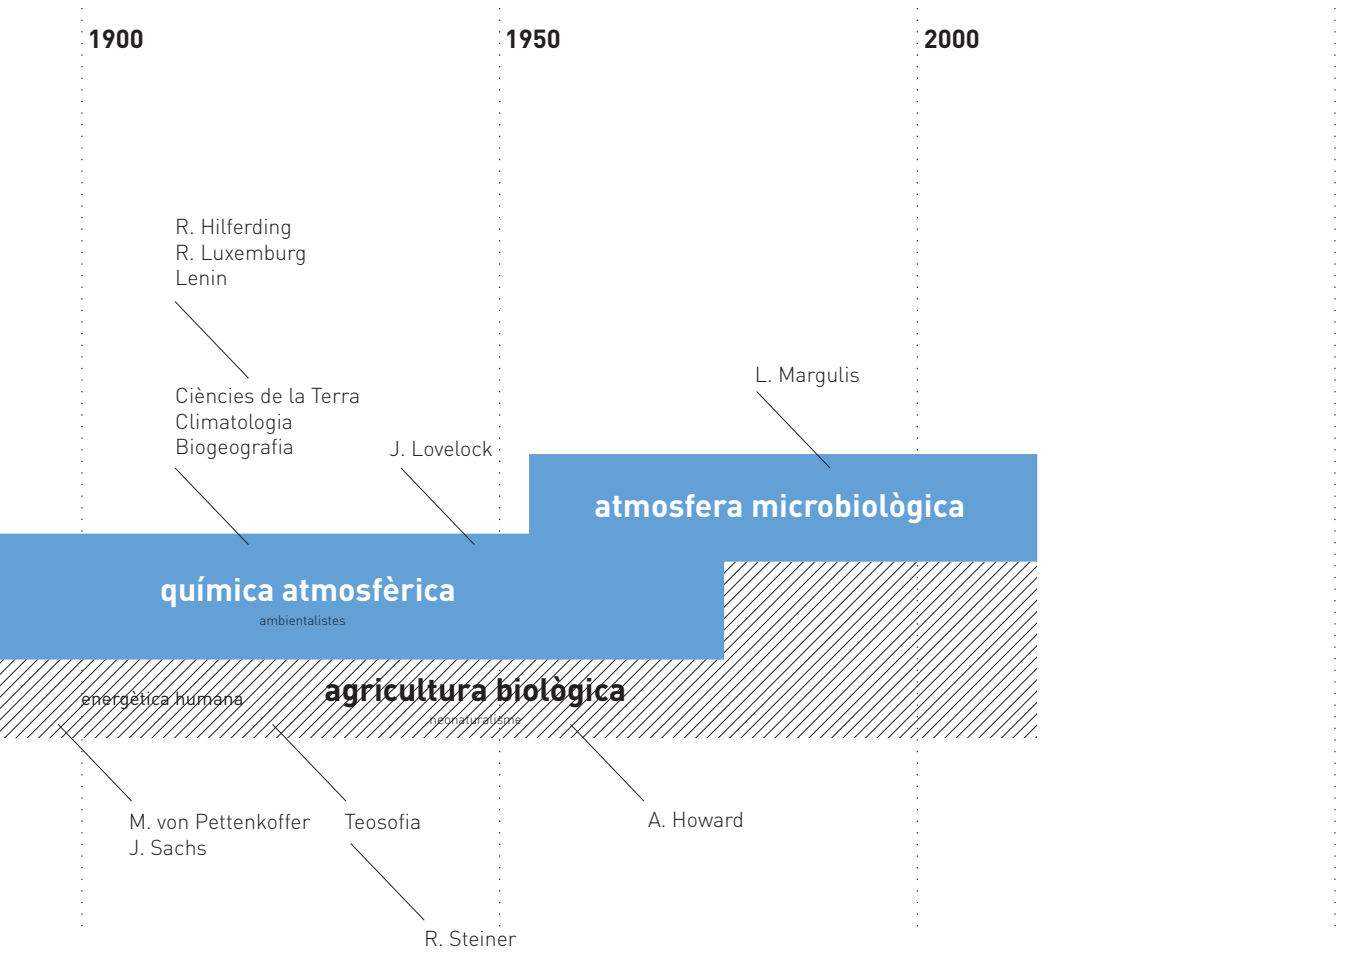 1900
1950
2000
R. Hilferding
R. Luxemburg
Lenin
Ciències de la Terra
Climatologia
Biogeografia
J. Lovelock
L. Margulis
atmosfera microbiològica
química atmosfèrica
ambientalistes
energètica humana
agricultura biològica
neonaturalisme
M. von Pettenkoffer
J. Sachs
Teosofia
A. Howard
R. Steiner